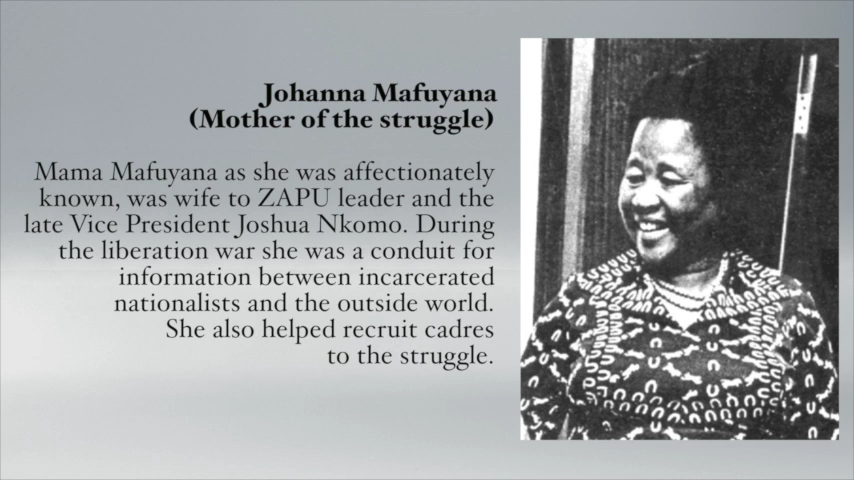 Johanna Mafuyana
(Mother of the struggle)
Mama Mafuyana as she was affectionately
known, was wife to ZAPU leader and the
late Vice President Joshua Nkomo. During
the liberation war she was a conduit for
information between incarcerated
nationalists and the outside world.
She also helped recruit cadres
to the struggle.